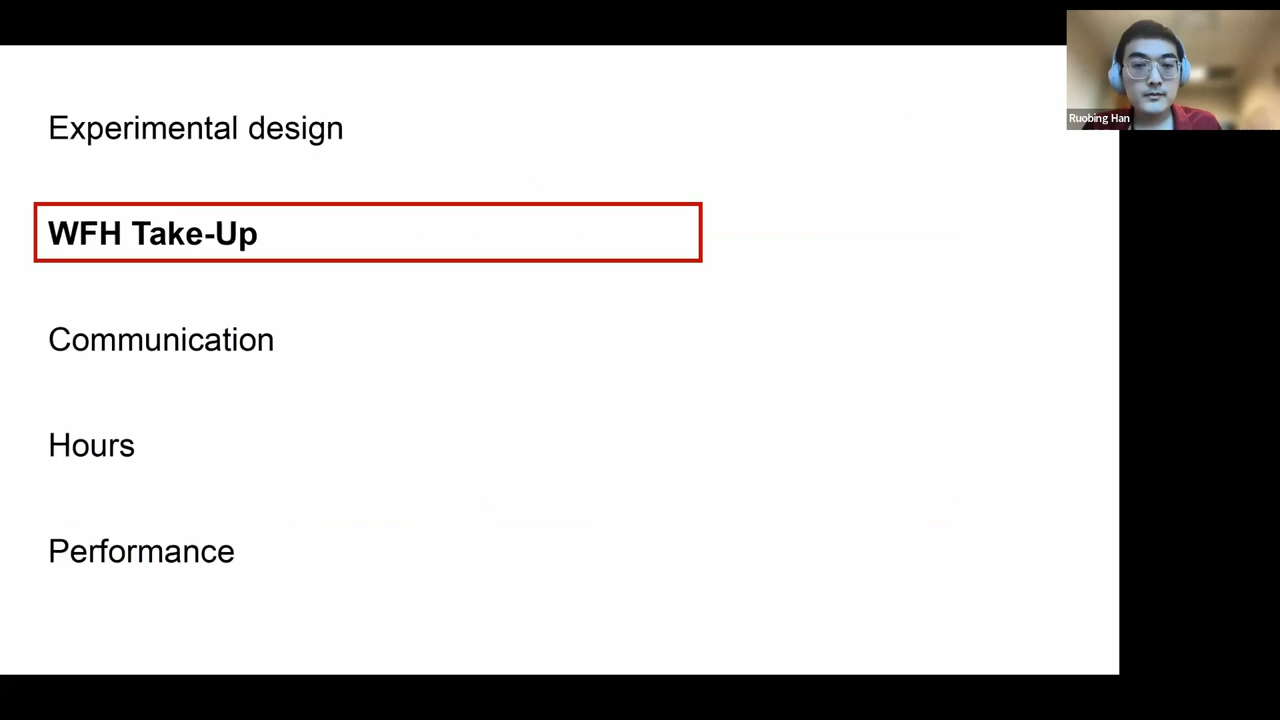 Experimental design
WFH Take-Up
Communication
Hours
Performance
Ruobing Han